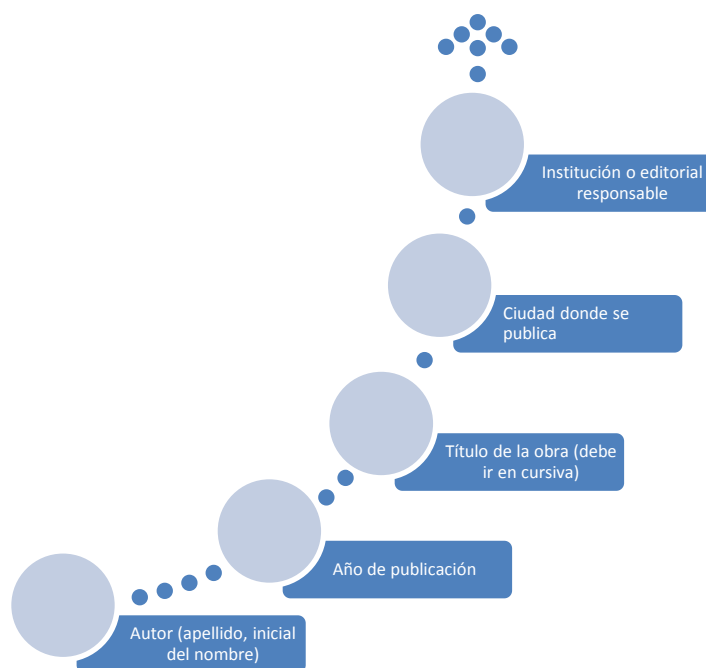 Institución o editorial
responsable
Ciudad donde se
publica
Título de la obra (debe
ir en cursiva)
Año de publicación
Autor (apellido, inicial
del nombre)